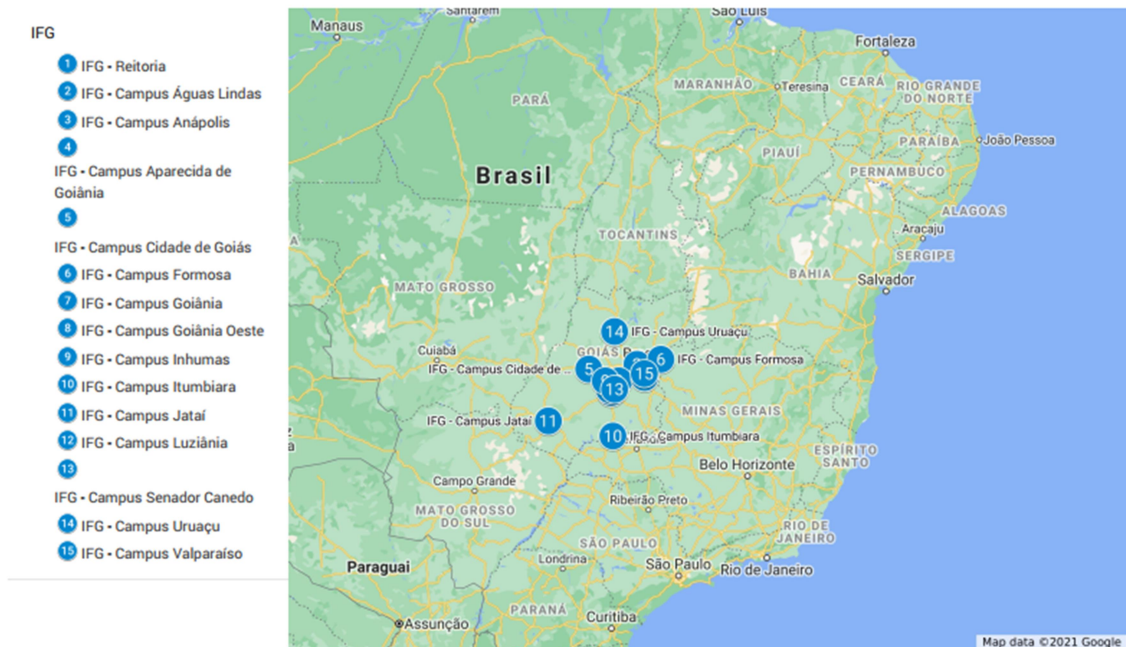 IFG
1 IFG - Reitoria
2 IFG - Campus Águas Lindas
3 IFG - Campus Anápolis
4
IFG - Campus Aparecida de
Goiânia
5
IFG - Campus Cidade de Goiás
6 IFG - Campus Formosa
7 IFG - Campus Goiânia
8 IFG - Campus Goiânia Oeste
9 IFG - Campus Inhumas
10 IFG - Campus Itumbiara
11 IFG - Campus Jataí
12 IFG - Campus Luziânia
13
IFG - Campus Senador Canedo
14 IFG - Campus Uruaçu
15 IFG - Campus Valparaíso
Santarém
São Luís
Manaus
Fortaleza
MARANHÃO
Teresina
CEARÁ
RIO GRANDE
DO NORTE
PARÁ
PARAÍBA
João Pessoa
PIAUÍ
Brasil
PERNAMBUCO
ALAGOAS
TOCANTINS
Aracaju
SERGIPE
BAHIA
Salvador
MATO GROSSO
14 IFG - Campus Uruaçu
Cuiabá
GOIÁS
6 IFG - Campus Formosa
IFG - Campus Cidade de ...
5
15
13
MINAS GERAIS
IFG - Campus Jataí 11
10 IFG - Campus Itumbiara
ESPÍRITO
SANTO
Belo Horizonte
Campo Grande
Ribeirão Preto
MATO GROSSO
DO SUL
RIO DE
JANEIRO
SÃO PAULO
Londrina
São Paulo
Rio de Janeiro
Paraguai
PARANÁ
Curitiba
Assunção
Map data ©2021 Google